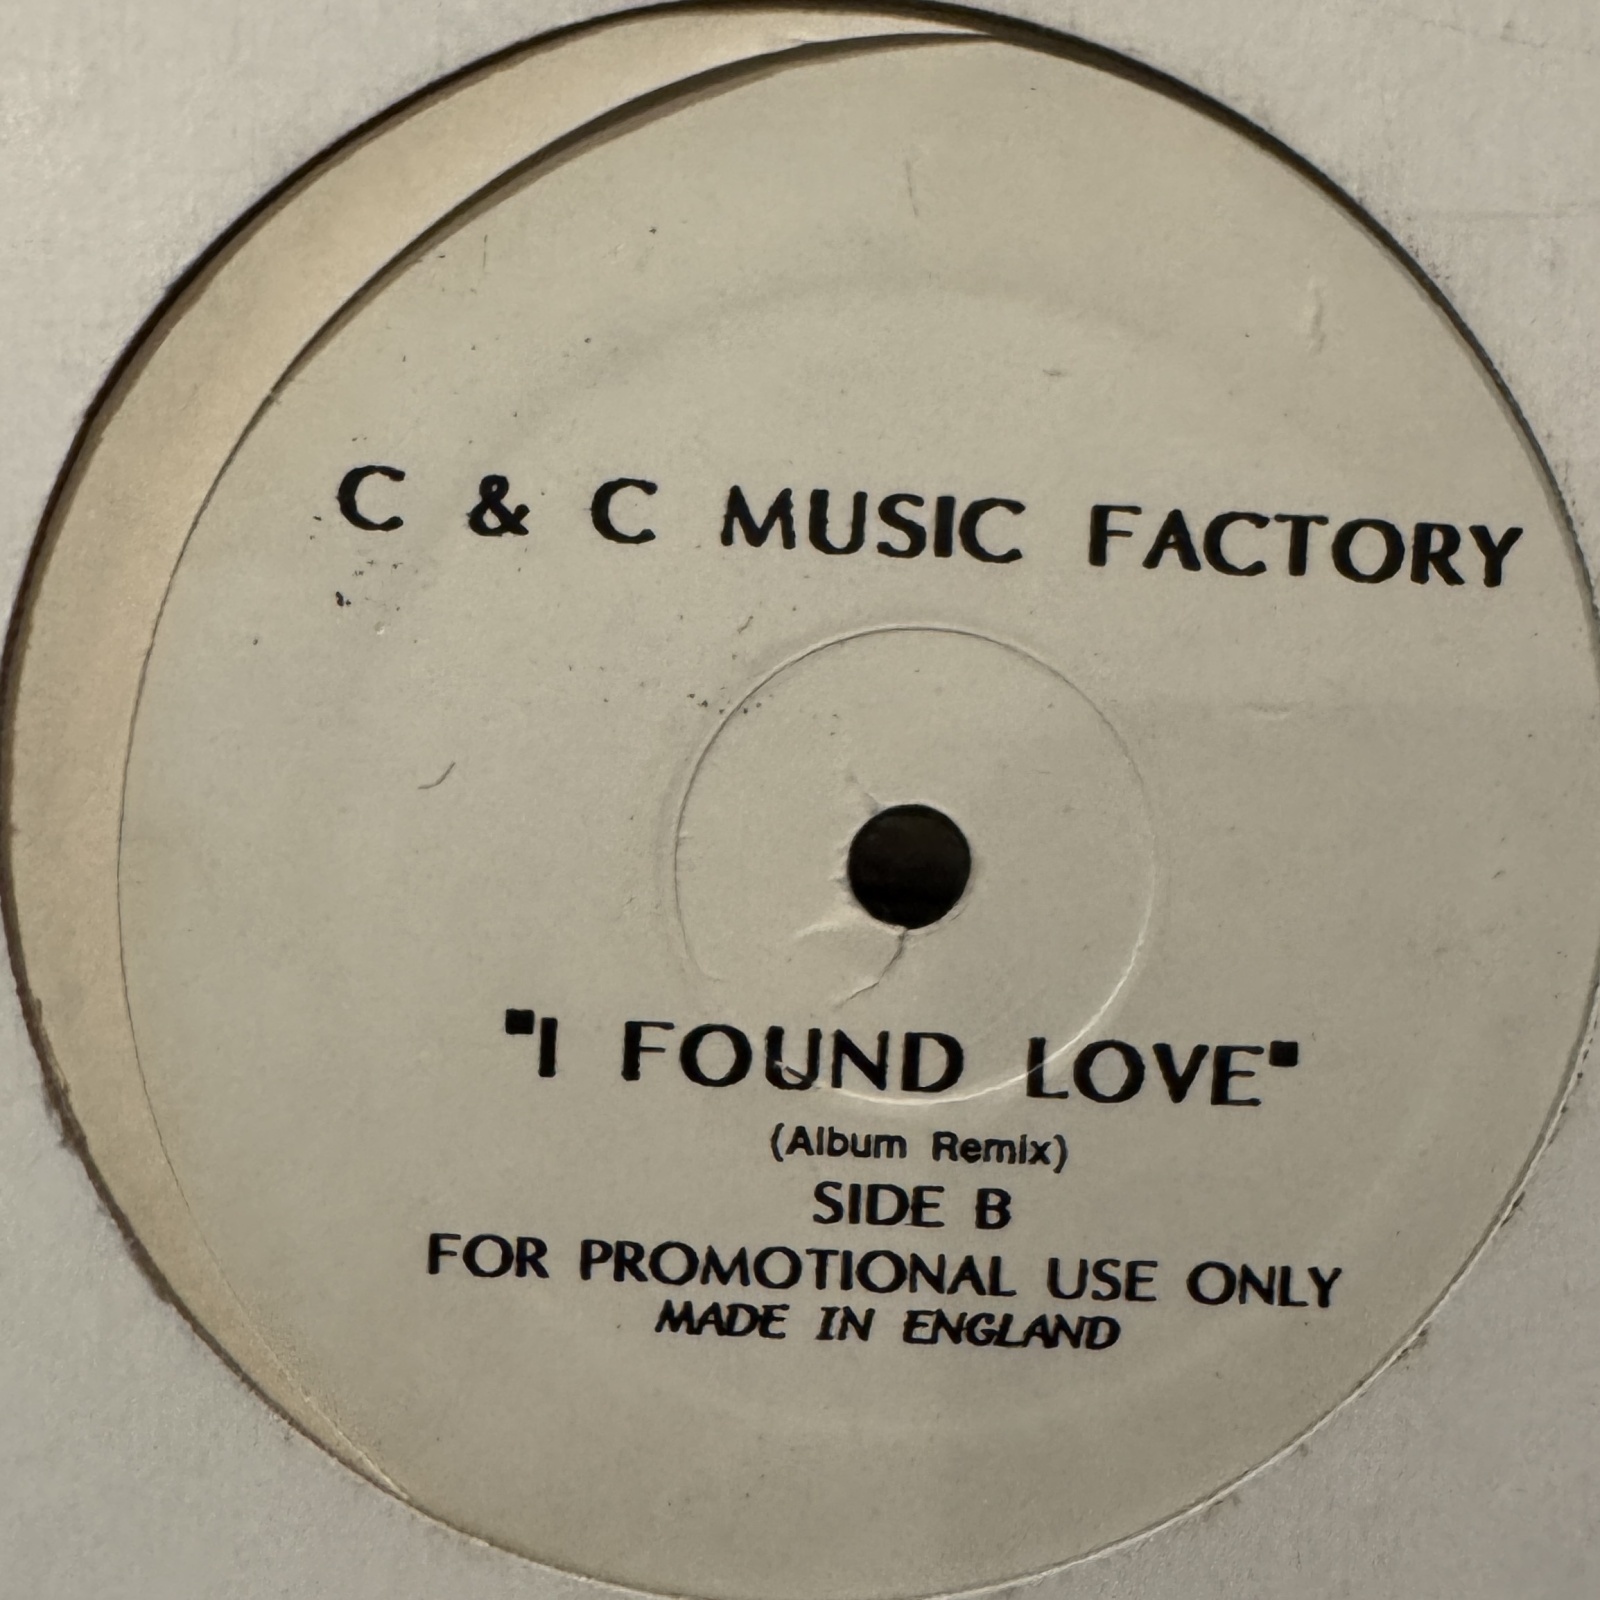 C & C MUSIC FACTORY
"I FOUND LOVE"
(Album Remix)
SIDE B
FOR PROMOTIONAL USE ONLY
MADE IN ENGLAND